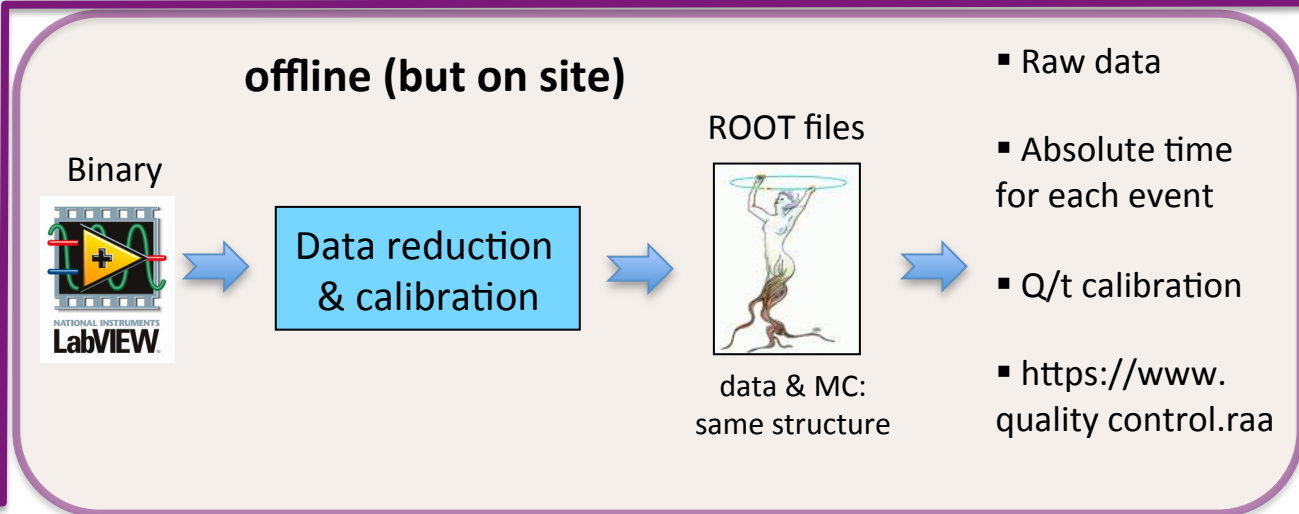 offline (but on site)
Binary
NATIONAL INSTRUMENTS
LabVIEW™
Data reduction
& calibration
ROOT files
data & MC:
same structure
▪ Raw data
▪ Absolute time
for each event
▪ Q/t calibration
▪ https://www.
quality control.raa